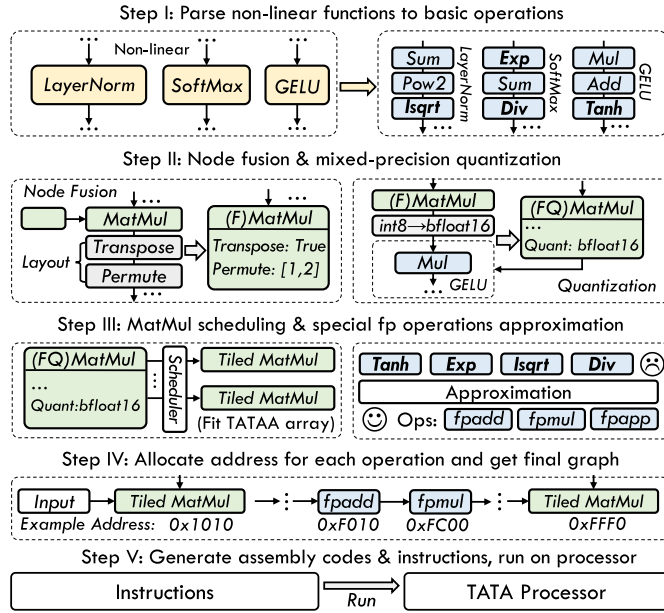 Step I: Parse non-linear functions to basic operations
Non-linear
LayerNorm SoftMax GELU
Sum Pow2 Isqrt LayerNorm
Exp Sum Div SoftMax
Mul Add Tanh GELU
Step II: Node fusion & mixed-precision quantization
Node Fusion
MatMul
Layout
Transpose
Permute
(F)MatMul
Transpose: True
Permute: [1,2]
(F)MatMul
int8→bfloat16
Mul
GELU
(FQ)MatMul
...
Quant: bfloat16
Quantization
Step III: MatMul scheduling & special fp operations approximation
(FQ)MatMul
...
Quant:bfloat16
Scheduler
Tiled MatMul
Tiled MatMul
(Fit TATAA array)
Tanh Exp Isqrt Div
Approximation
Ops: fpadd fpmul fpapp
Step IV: Allocate address for each operation and get final graph
Input Tiled MatMul fpadd fpmul Tiled MatMul
Example Address: 0x1010 0xF010 0xFC00 0xFFF0
Step V: Generate assembly codes & instructions, run on processor
Instructions Run TATA Processor